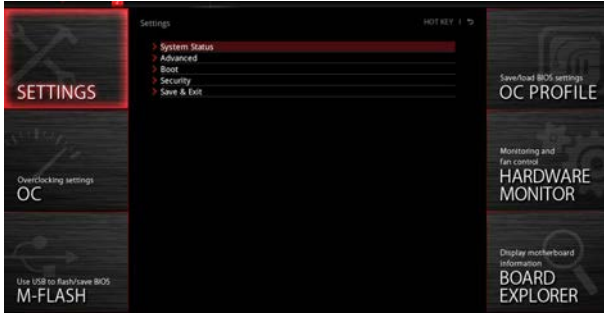 Settings
HOT KEY
System Status
Advanced
Boot
Security
Save & Exit
SETTINGS
Overclocking settings
OC
Use USB to flash/save BIOS
M-FLASH
Save/load BIOS settings
OC PROFILE
Monitoring and
fan control
HARDWARE
MONITOR
Display motherboard
information
BOARD
EXPLORER